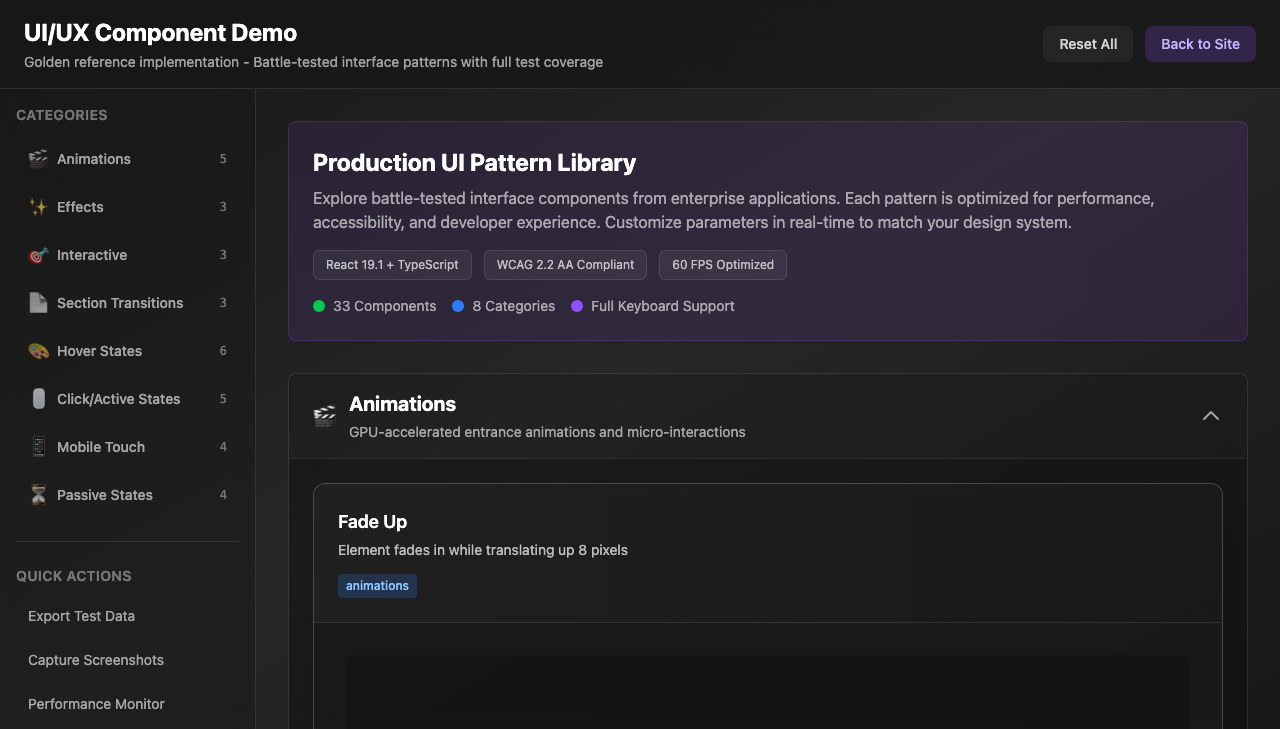 UI/UX Component Demo
Golden reference implementation - Battle-tested interface patterns with full test coverage
Reset All
Back to Site
CATEGORIES
Animations 5
Effects 3
Interactive 3
Section Transitions 3
Hover States 6
Click/Active States 5
Mobile Touch 4
Passive States 4
QUICK ACTIONS
Export Test Data
Capture Screenshots
Performance Monitor
Production UI Pattern Library
Explore battle-tested interface components from enterprise applications. Each pattern is optimized for performance,
accessibility, and developer experience. Customize parameters in real-time to match your design system.
React 19.1 + TypeScript
WCAG 2.2 AA Compliant
60 FPS Optimized
33 Components
8 Categories
Full Keyboard Support
Animations
GPU-accelerated entrance animations and micro-interactions
Fade Up
Element fades in while translating up 8 pixels
animations